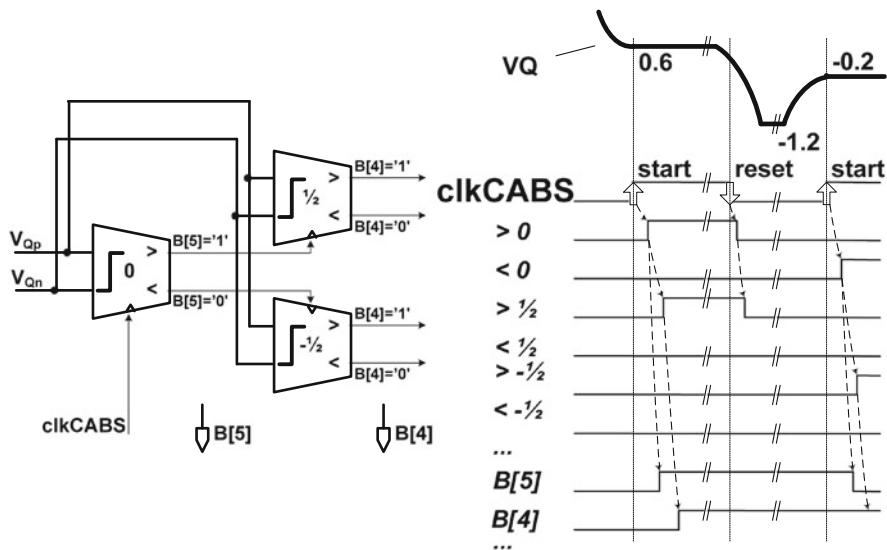 V_Qp
V_Qn
0
>
<
B[5]='1'
B[5]='0'
clkCABS
½
>
<
B[4]='1'
B[4]='0'
-½
>
<
B[4]='1'
B[4]='0'
B[5]
B[4]
VQ
0.6
-0.2
-1.2
start
reset
start
clkCABS
> 0
< 0
> ½
< ½
> -½
< -½
...
B[5]
B[4]
...